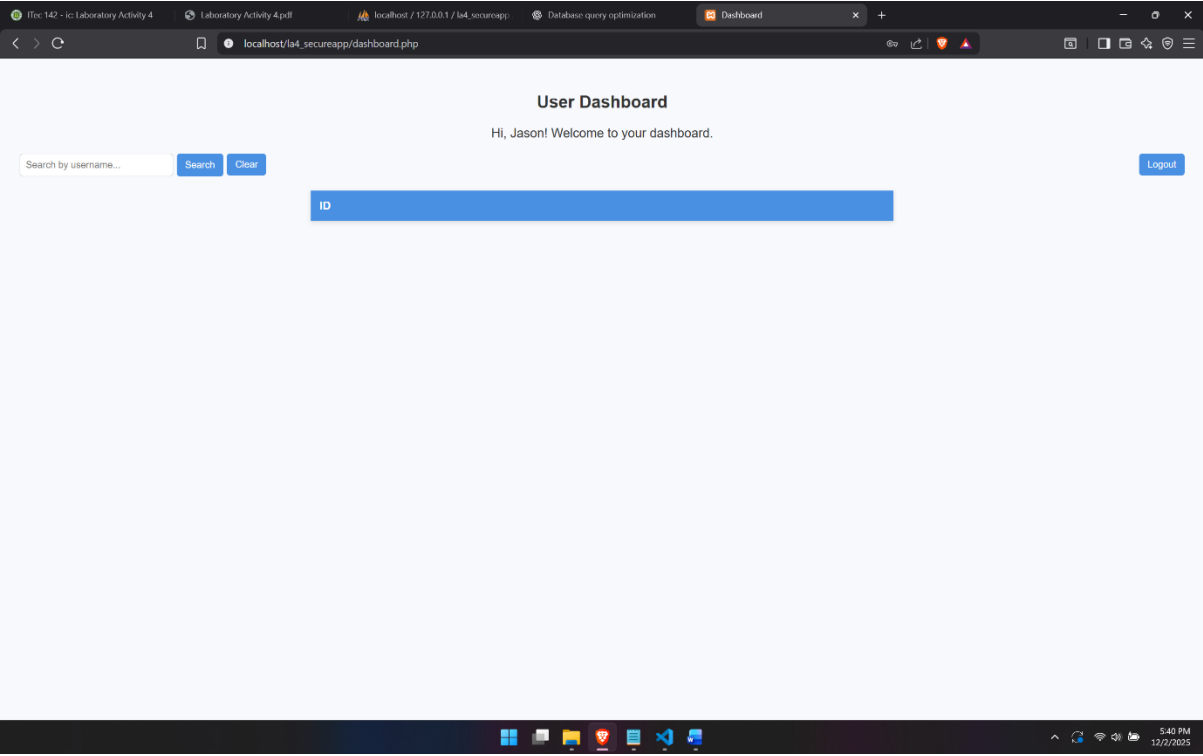 ITec 142 - ic: Laboratory Activity 4
Laboratory Activity 4.pdf
localhost / 127.0.0.1 / la4_secureapp
Database query optimization
Dashboard
localhost/la4_secureapp/dashboard.php
User Dashboard
Hi, Jason! Welcome to your dashboard.
Search by username...
Search
Clear
Logout
ID
5:40 PM
12/2/2025